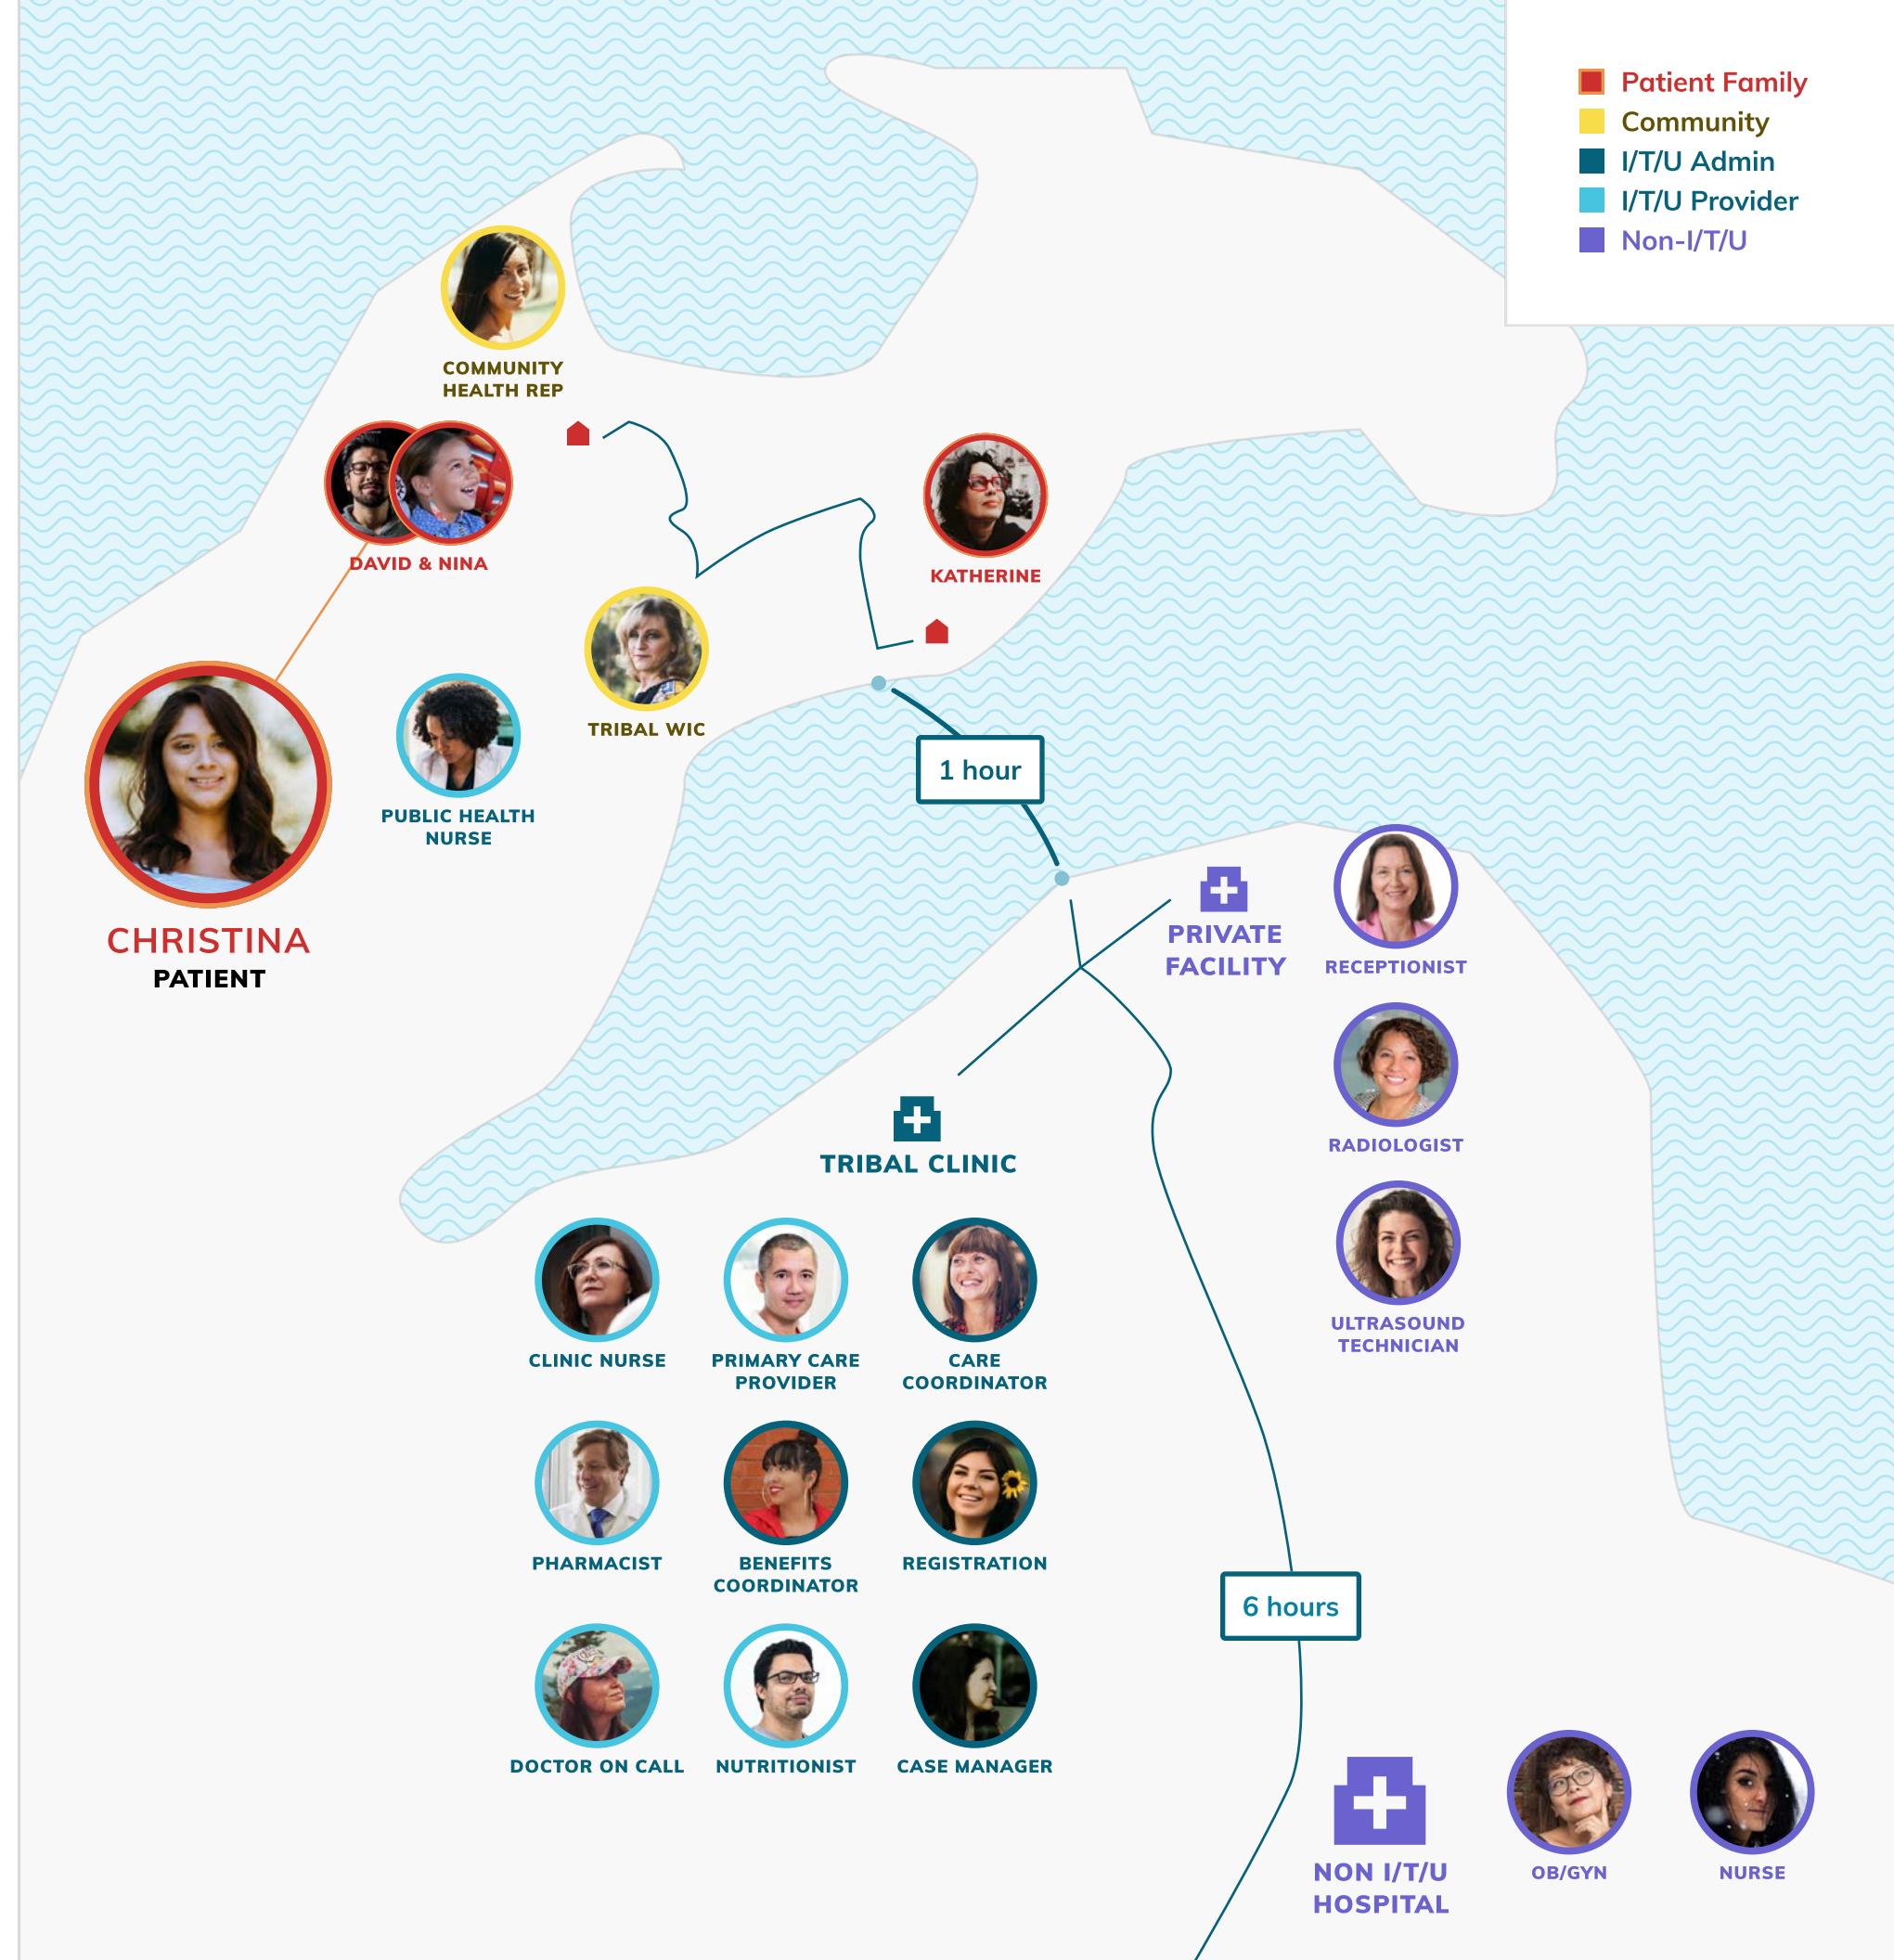 Patient Family
Community
I/T/U Admin
I/T/U Provider
Non-I/T/U
COMMUNITY
HEALTH REP
DAVID & NINA
KATHERINE
TRIBAL WIC
1 hour
PUBLIC HEALTH
NURSE
CHRISTINA
PATIENT
PRIVATE
FACILITY
RECEPTIONIST
RADIOLOGIST
TRIBAL CLINIC
ULTRASOUND
TECHNICIAN
CLINIC NURSE
PRIMARY CARE
PROVIDER
CARE
COORDINATOR
PHARMACIST
BENEFITS
COORDINATOR
REGISTRATION
6 hours
DOCTOR ON CALL
NUTRITIONIST
CASE MANAGER
NON I/T/U
HOSPITAL
OB/GYN
NURSE